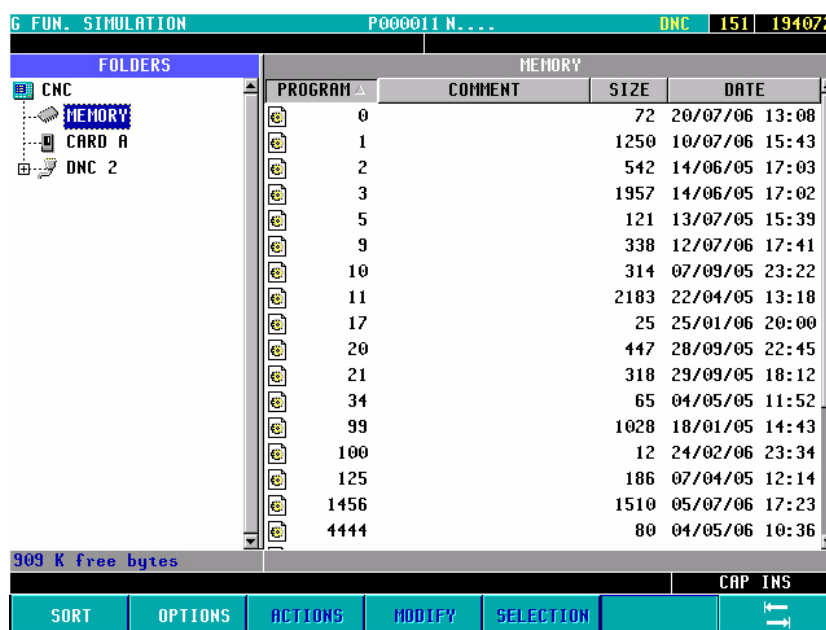 G FUN. SIMULATION P000011 N.... DNC 151 194072
FOLDERS MEMORY
CNC
MEMORY
CARD A
DNC 2
PROGRAM COMMENT SIZE DATE
0 72 20/07/06 13:08
1 1250 10/07/06 15:43
2 542 14/06/05 17:03
3 1957 14/06/05 17:02
5 121 13/07/05 15:39
9 338 12/07/06 17:41
10 314 07/09/05 23:22
11 2183 22/04/05 13:18
17 25 25/01/06 20:00
20 447 28/09/05 22:45
21 318 29/09/05 18:12
34 65 04/05/05 11:52
99 1028 18/01/05 14:43
100 12 24/02/06 23:34
125 186 07/04/05 12:14
1456 1510 05/07/06 17:23
4444 80 04/05/06 10:36
909 K free bytes
CAP INS
SORT OPTIONS ACTIONS MODIFY SELECTION